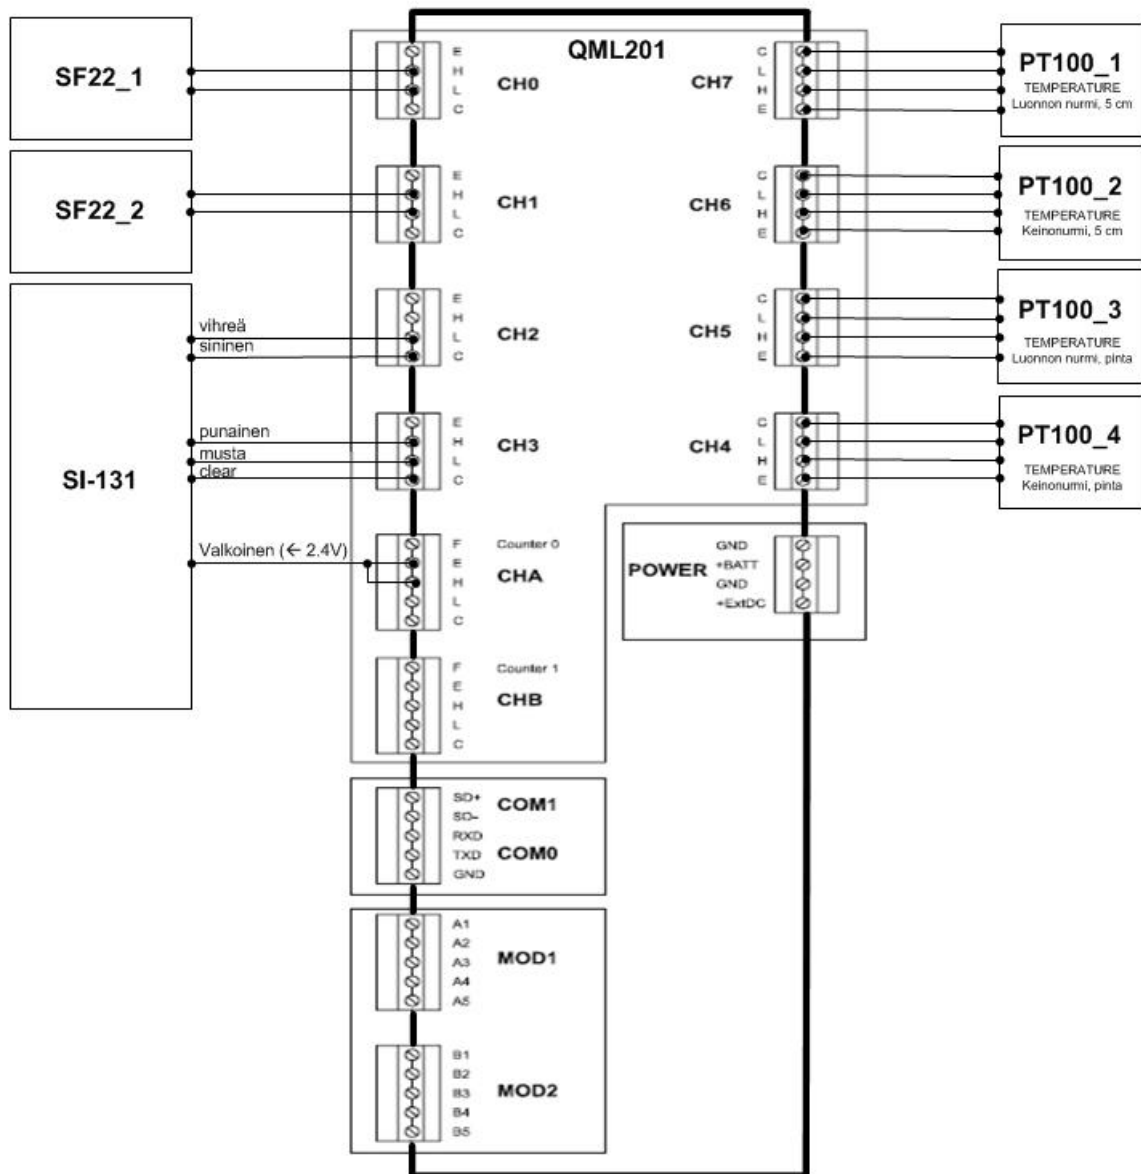 QML201
SF22_1
E
H
L
C
CH0
SF22_2
E
H
L
C
CH1
SI-131
vihreä
sininen
E
H
L
C
CH2
punainen
musta
clear
E
H
L
C
CH3
Valkoinen (← 2.4V)
F
E
H
L
C
Counter 0
CHA
F
E
H
L
C
Counter 1
CHB
SD+
SD-
RXD
TXD
GND
COM1
COM0
A1
A2
A3
A4
A5
MOD1
B1
B2
B3
B4
B5
MOD2
CH7
C
L
H
E
PT100_1
TEMPERATURE
Luonnon nurmi, 5 cm
CH6
C
L
H
E
PT100_2
TEMPERATURE
Keinonurmi, 5 cm
CH5
C
L
H
E
PT100_3
TEMPERATURE
Luonnon nurmi, pinta
CH4
C
L
H
E
PT100_4
TEMPERATURE
Keinonurmi, pinta
POWER
GND
+BATT
GND
+ExtDC